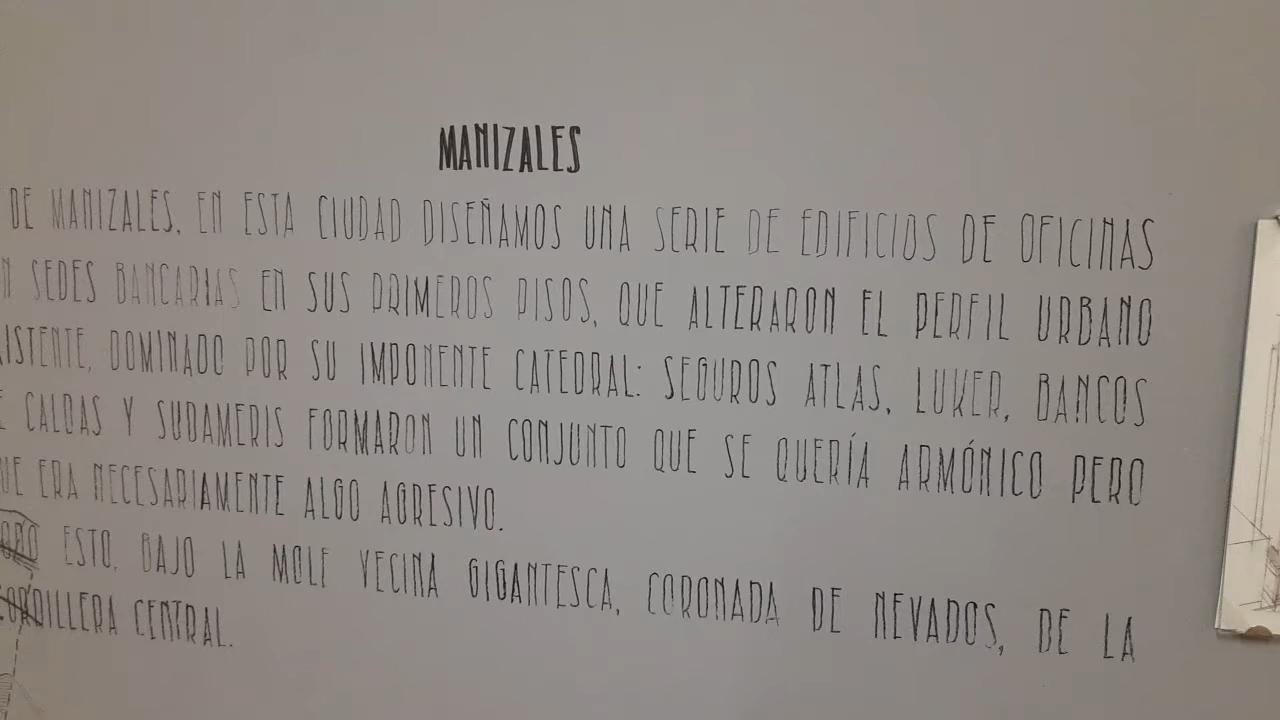 MANIZALES
DE MANIZALES. EN ESTA CIUDAD DISEÑAMOS UNA SERIE DE EDIFICIOS DE OFICINAS
SEDES BANCARIAS EN SUS PRIMEROS PISOS, QUE ALTERARON EL PERFIL URBANO
ISTENTE, DOMINADO POR SU IMPONENTE CATEDRAL: SEGUROS ATLAS, LUKER, BANCOS
CALDAS Y SUDAMERIS FORMARON UN CONJUNTO QUE SE QUERÍA ARMÓNICO PERO
UE ERA NECESARIAMENTE ALGO AGRESIVO.
ESTO, BAJO LA MOLE VECINA GIGANTESCA, CORONADA DE NEVADOS, DE LA
CORDILLERA CENTRAL.